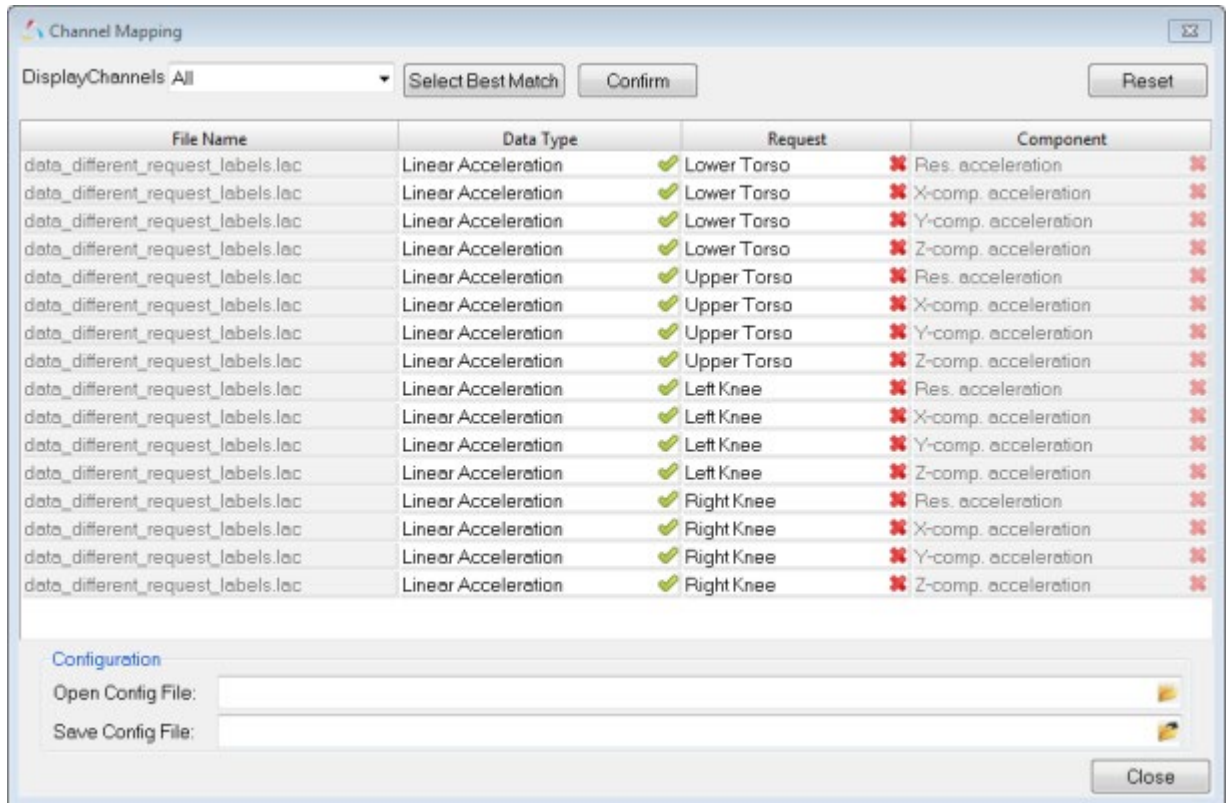 Channel Mapping
DisplayChannels All Select Best Match Confirm Reset
File Name Data Type Request Component
data_different_request_labels.lac Linear Acceleration Lower Torso Res. acceleration
data_different_request_labels.lac Linear Acceleration Lower Torso X-comp. acceleration
data_different_request_labels.lac Linear Acceleration Lower Torso Y-comp. acceleration
data_different_request_labels.lac Linear Acceleration Lower Torso Z-comp. acceleration
data_different_request_labels.lac Linear Acceleration Upper Torso Res. acceleration
data_different_request_labels.lac Linear Acceleration Upper Torso X-comp. acceleration
data_different_request_labels.lac Linear Acceleration Upper Torso Y-comp. acceleration
data_different_request_labels.lac Linear Acceleration Upper Torso Z-comp. acceleration
data_different_request_labels.lac Linear Acceleration Left Knee Res. acceleration
data_different_request_labels.lac Linear Acceleration Left Knee X-comp. acceleration
data_different_request_labels.lac Linear Acceleration Left Knee Y-comp. acceleration
data_different_request_labels.lac Linear Acceleration Left Knee Z-comp. acceleration
data_different_request_labels.lac Linear Acceleration Right Knee Res. acceleration
data_different_request_labels.lac Linear Acceleration Right Knee X-comp. acceleration
data_different_request_labels.lac Linear Acceleration Right Knee Y-comp. acceleration
data_different_request_labels.lac Linear Acceleration Right Knee Z-comp. acceleration
Configuration
Open Config File:
Save Config File:
Close